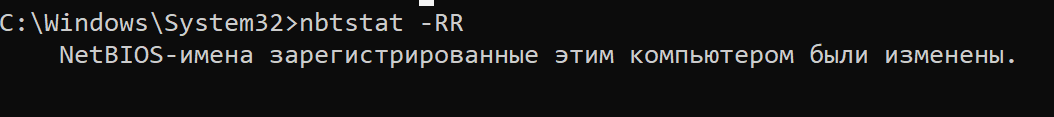 C:\Windows\System32>nbtstat -RR
NetBIOS-имена зарегистрированные этим компьютером были изменены.